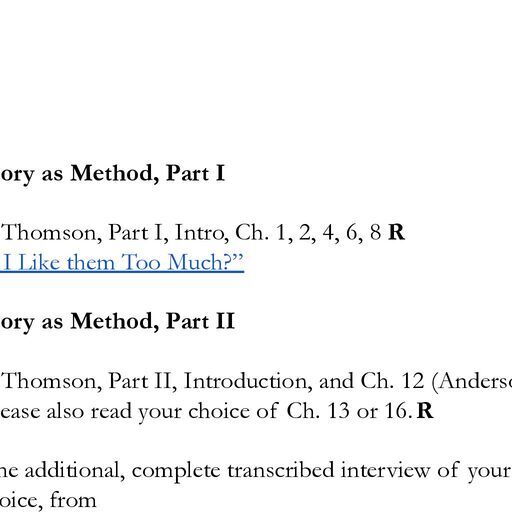 ory as Method, Part I
Thomson, Part I, Intro, Ch. 1, 2, 4, 6, 8 R
I Like them Too Much?”
ory as Method, Part II
Thomson, Part II, Introduction, and Ch. 12 (Anderso
ease also read your choice of Ch. 13 or 16. R
ne additional, complete transcribed interview of your
oice, from